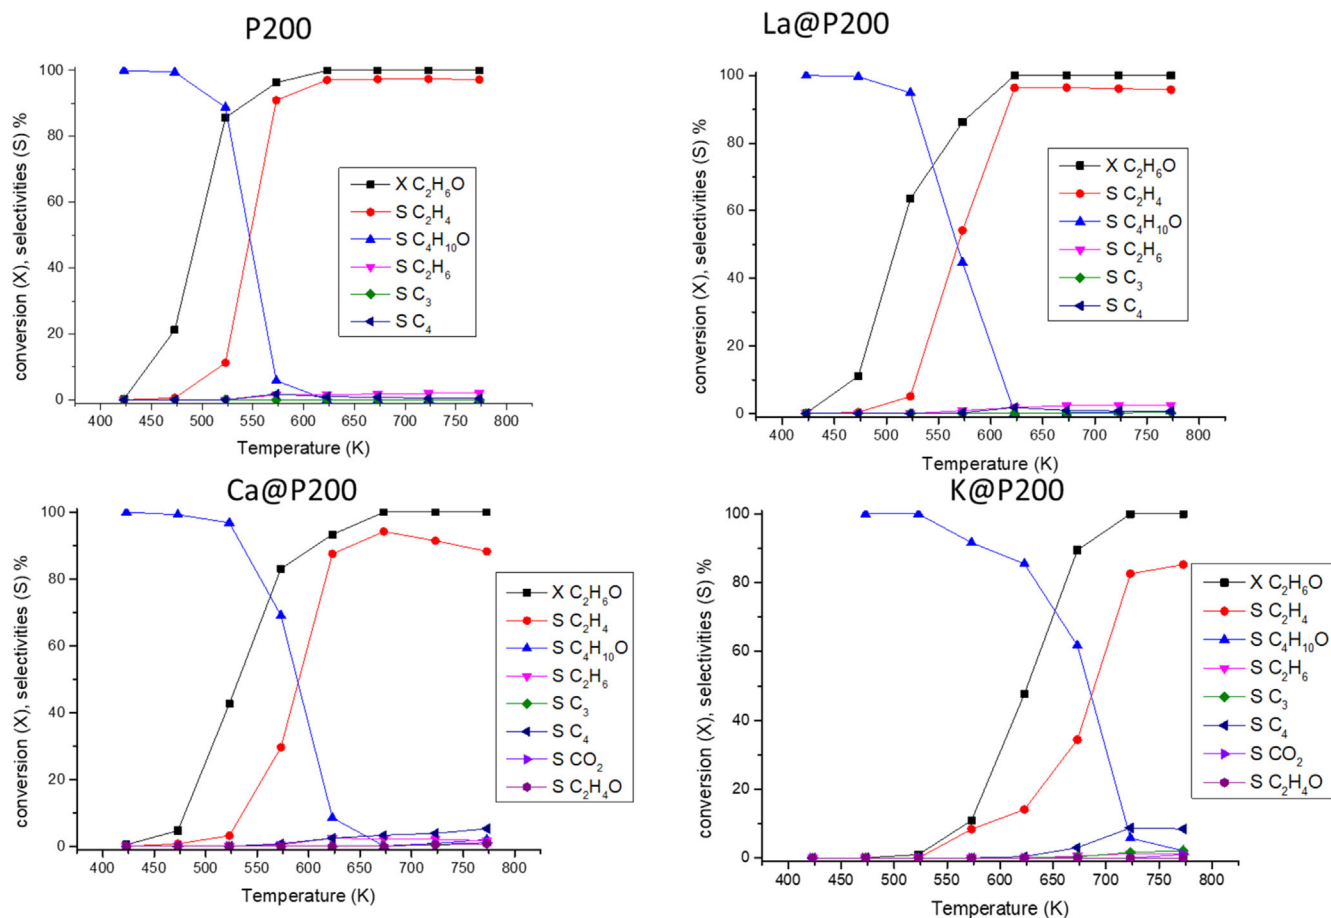 P200
La@P200
conversion (X), selectivities (S) %
100
80
60
40
20
0
X C₂H₆O
S C₂H₄
S C₄H₁₀O
S C₂H₆
S C₃
S C₄
400 450 500 550 600 650 700 750 800
Temperature (K)
conversion (X), selectivities (S) %
100
80
60
40
20
0
X C₂H₆O
S C₂H₄
S C₄H₁₀O
S C₂H₆
S C₃
S C₄
400 450 500 550 600 650 700 750 800
Temperature (K)
Ca@P200
K@P200
conversion (X), selectivities (S) %
100
80
60
40
20
0
X C₂H₆O
S C₂H₄
S C₄H₁₀O
S C₂H₆
S C₃
S C₄
S CO₂
S C₂H₄O
400 450 500 550 600 650 700 750 800
Temperature (K)
conversion (X), selectivities (S) %
100
80
60
40
20
0
X C₂H₆O
S C₂H₄
S C₄H₁₀O
S C₂H₆
S C₃
S C₄
S CO₂
S C₂H₄O
400 450 500 550 600 650 700 750 800
Temperature (K)